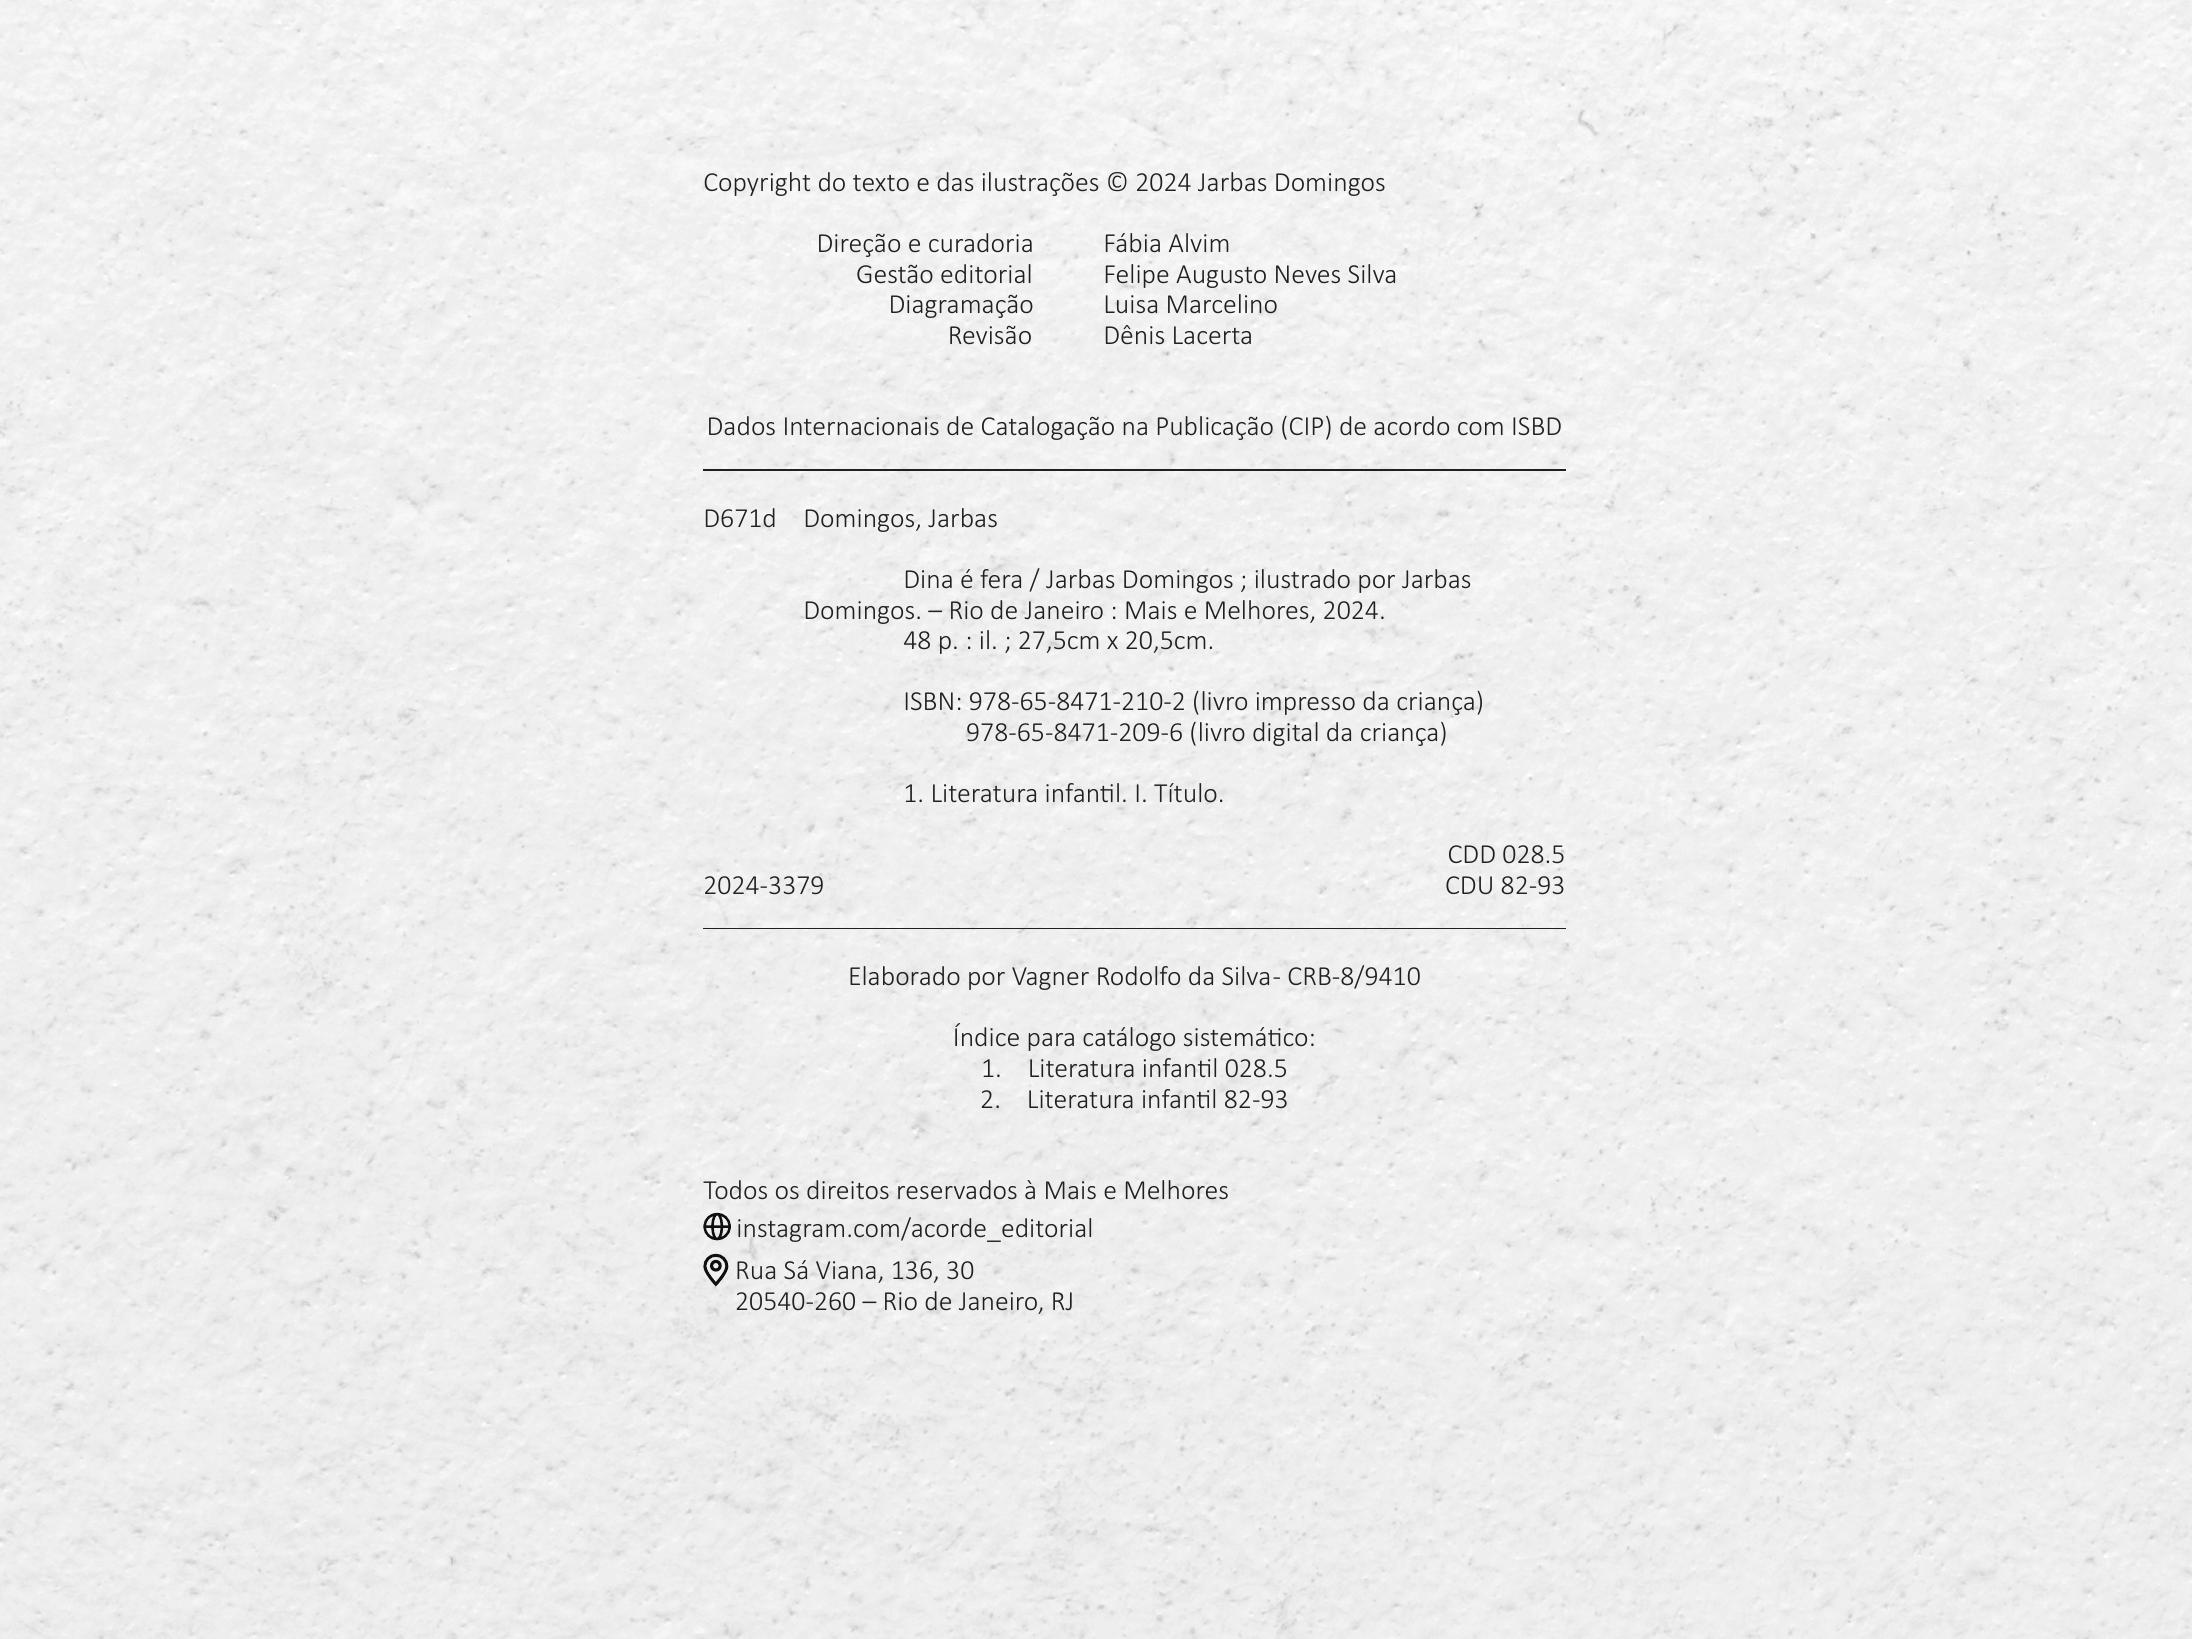 Copyright do texto e das ilustrações © 2024 Jarbas Domingos
Direção e curadoria Fábia Alvim
Gestão editorial Felipe Augusto Neves Silva
Diagramação Luisa Marcelino
Revisão Dênis Lacerta
Dados Internacionais de Catalogação na Publicação (CIP) de acordo com ISBD
D671d Domingos, Jarbas
Dina é fera / Jarbas Domingos ; ilustrado por Jarbas
Domingos. – Rio de Janeiro : Mais e Melhores, 2024.
48 p. : il. ; 27,5cm x 20,5cm.
ISBN: 978-65-8471-210-2 (livro impresso da criança)
978-65-8471-209-6 (livro digital da criança)
1. Literatura infantil. I. Título.
CDD 028.5
2024-3379 CDU 82-93
Elaborado por Vagner Rodolfo da Silva- CRB-8/9410
Índice para catálogo sistemático:
1. Literatura infantil 028.5
2. Literatura infantil 82-93
Todos os direitos reservados à Mais e Melhores
instagram.com/acorde_editorial
Rua Sá Viana, 136, 30
20540-260 – Rio de Janeiro, RJ